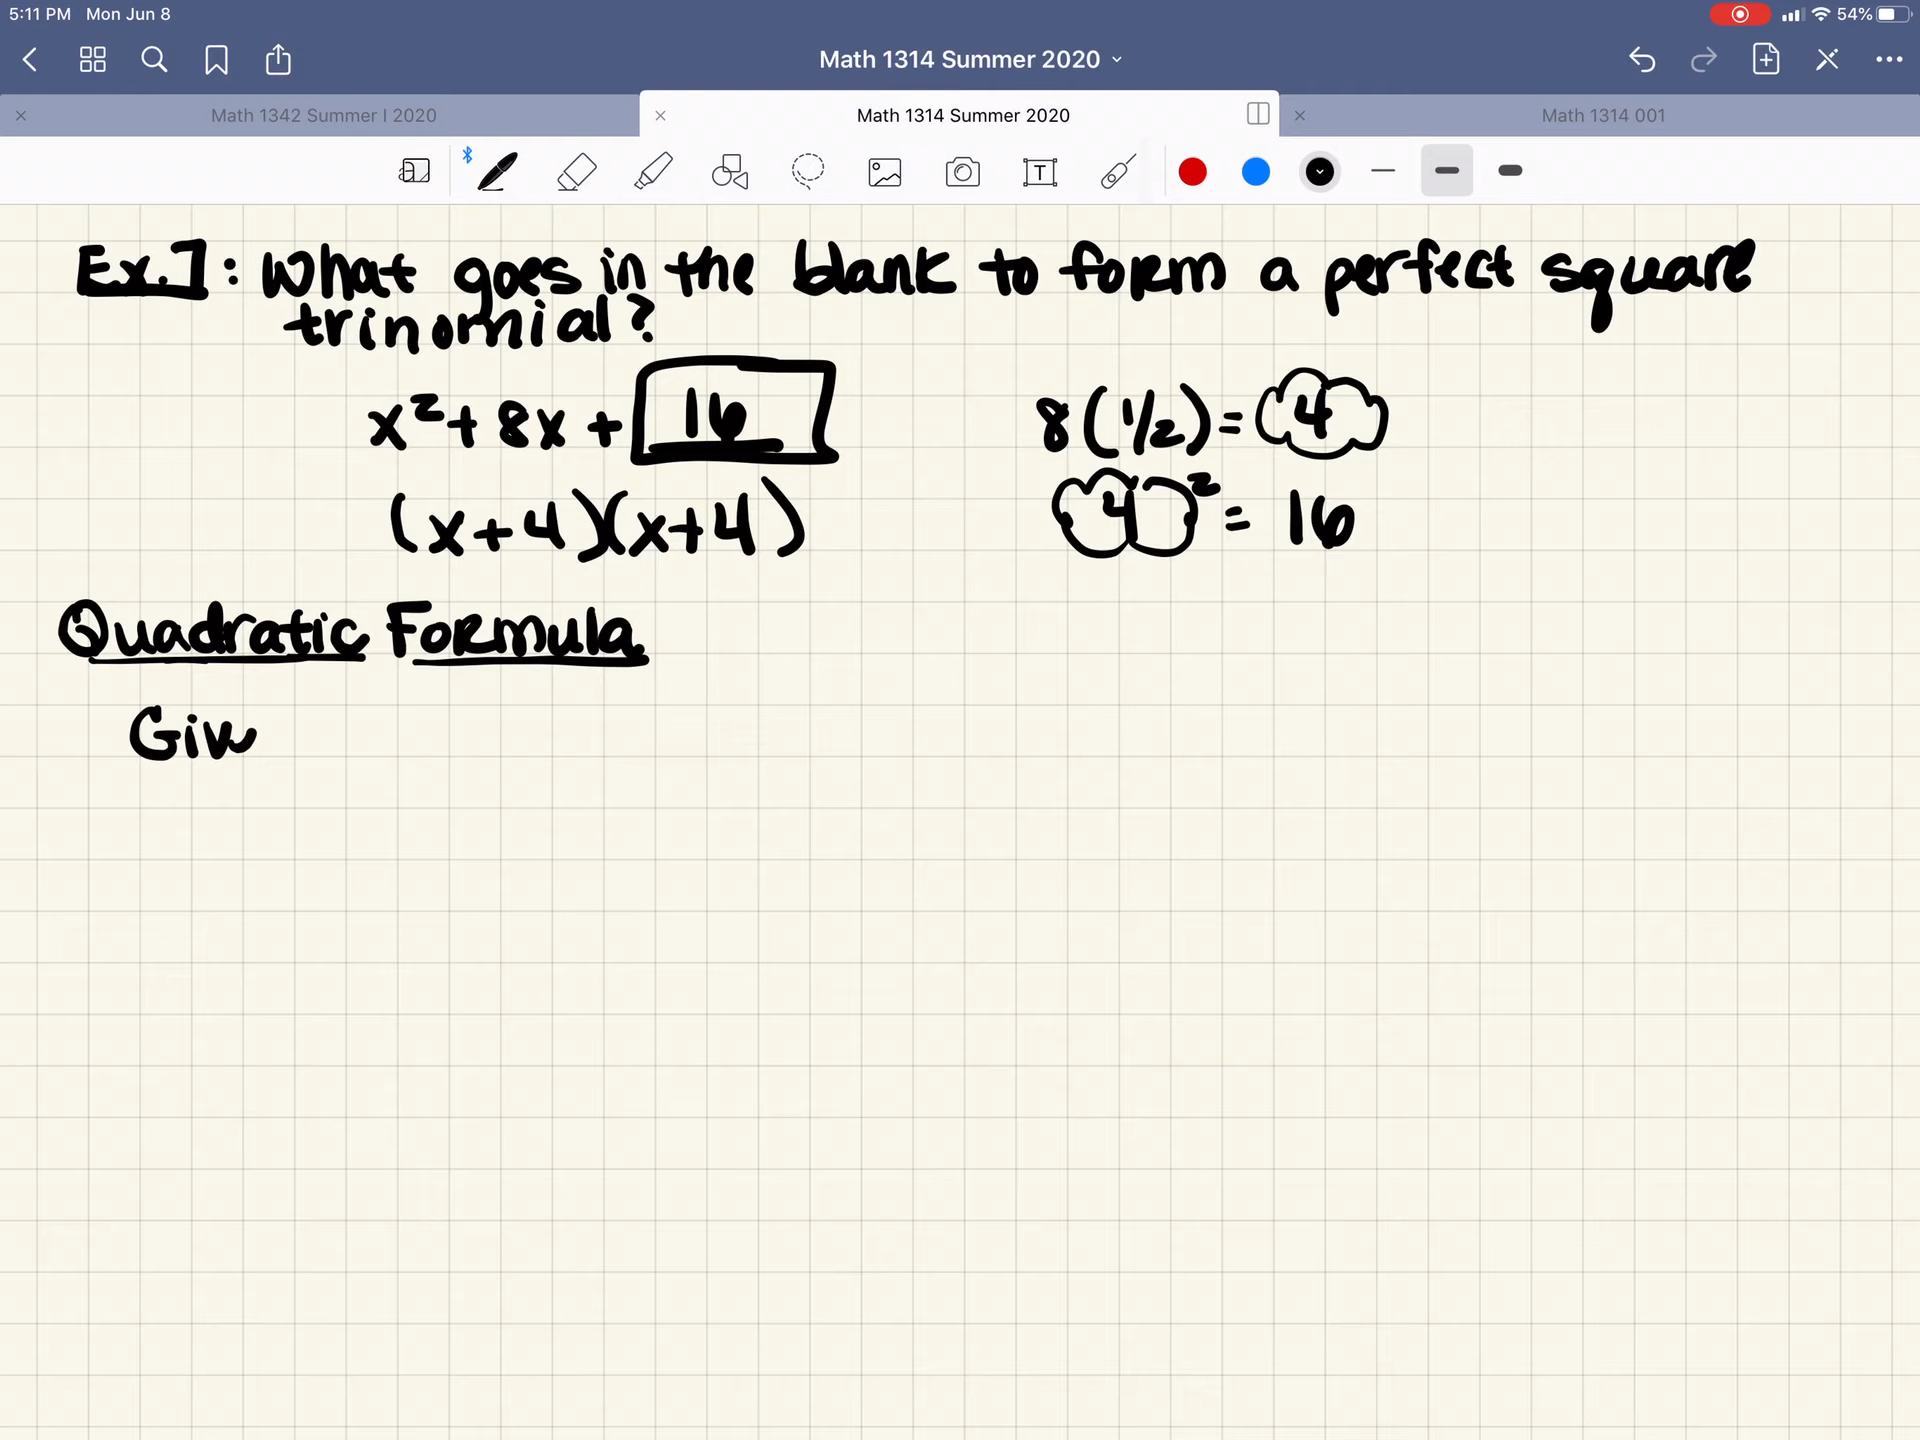 5:11 PM Mon Jun 8 54%
Math 1314 Summer 2020
Math 1342 Summer I 2020 Math 1314 Summer 2020 Math 1314 001
Ex.]: What goes in the blank to form a perfect square
trinomial?
x² + 8x + 16 8(1/2) = 4
(x+4)(x+4) (4)² = 16
Quadratic Formula
Giv